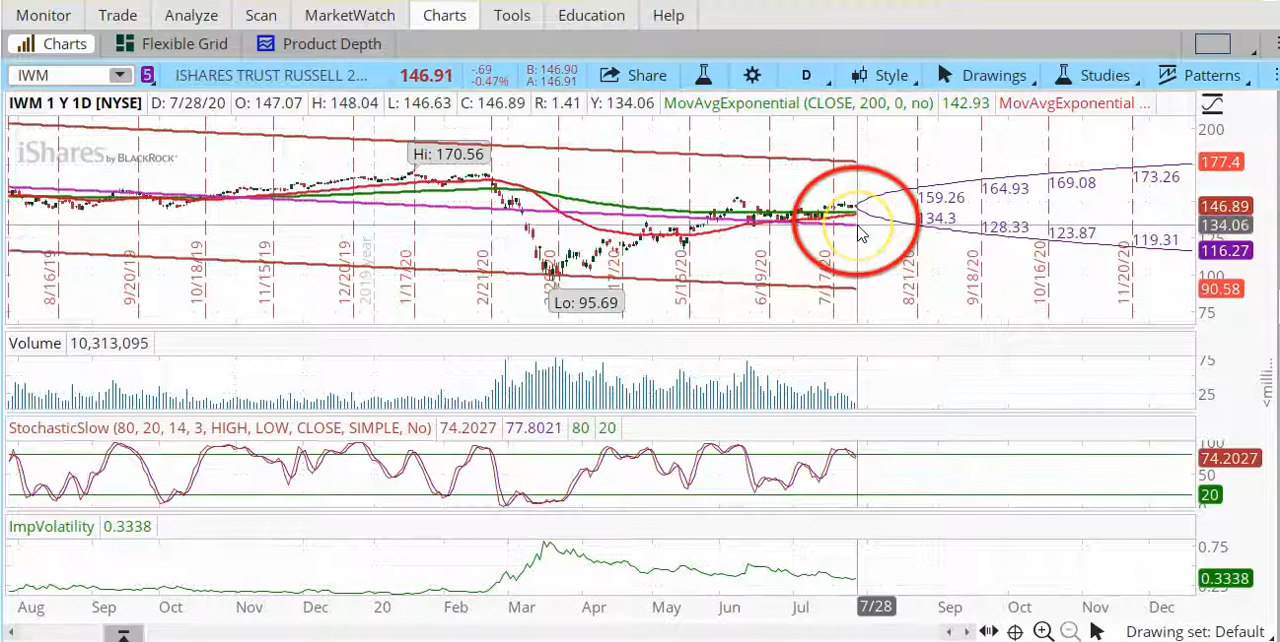 Monitor Trade Analyze Scan MarketWatch Charts Tools Education Help
Charts Flexible Grid Product Depth
IWM 5 ISHARES TRUST RUSSELL 2... 146.91 -.69 -0.47% B: 146.90 A: 146.91 Share D Style Drawings Studies Patterns
IWM 1 Y 1D [NYSE] D: 7/28/20 O: 147.07 H: 148.04 L: 146.63 C: 146.89 R: 1.41 Y: 134.06 MovAvgExponential (CLOSE, 200, 0, no) 142.93 MovAvgExponential ...
iShares by BLACKROCK
Hi: 170.56
200
177.4
173.26
169.08
164.93
159.26
146.89
134.3
134.06
128.33
123.87
119.31
116.27
100
90.58
75
Lo: 95.69
8/16/19 9/20/19 10/18/19 11/15/19 12/20/19 2019 year 1/17/20 2/21/20 5/16/20 6/19/20 7/17/20 8/21/20 9/18/20 10/16/20 11/20/20
Volume 10,313,095
75
25
<milli...
StochasticSlow (80, 20, 14, 3, HIGH, LOW, CLOSE, SIMPLE, No) 74.2027 77.8021 80 20
100
74.2027
50
20
0
ImpVolatility 0.3338
0.75
0.3338
Aug Sep Oct Nov Dec 20 Feb Mar Apr May Jun Jul 7/28 Sep Oct Nov Dec
Drawing set: Default